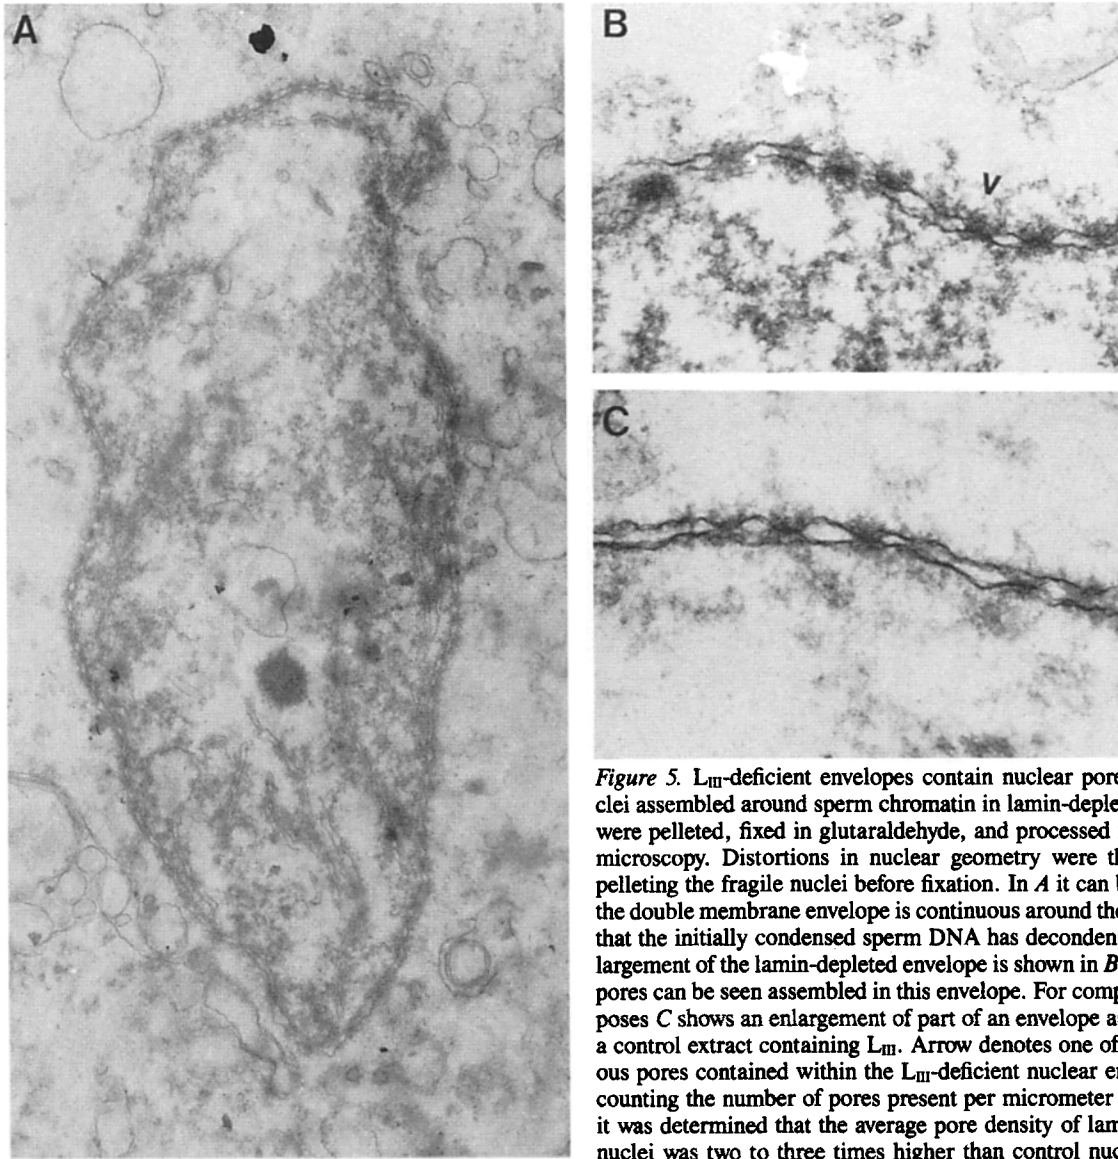 A
B
V
C
Figure 5. LIII-deficient envelopes contain nuclear pore
clei assembled around sperm chromatin in lamin-deple
were pelleted, fixed in glutaraldehyde, and processed
microscopy. Distortions in nuclear geometry were th
pelleting the fragile nuclei before fixation. In A it can
the double membrane envelope is continuous around the
that the initially condensed sperm DNA has deconden
largement of the lamin-depleted envelope is shown in B
pores can be seen assembled in this envelope. For comp
poses C shows an enlargement of part of an envelope a
a control extract containing LIII. Arrow denotes one of
ous pores contained within the LIII-deficient nuclear e
counting the number of pores present per micrometer
it was determined that the average pore density of lam
nuclei was two to three times higher than control nuc